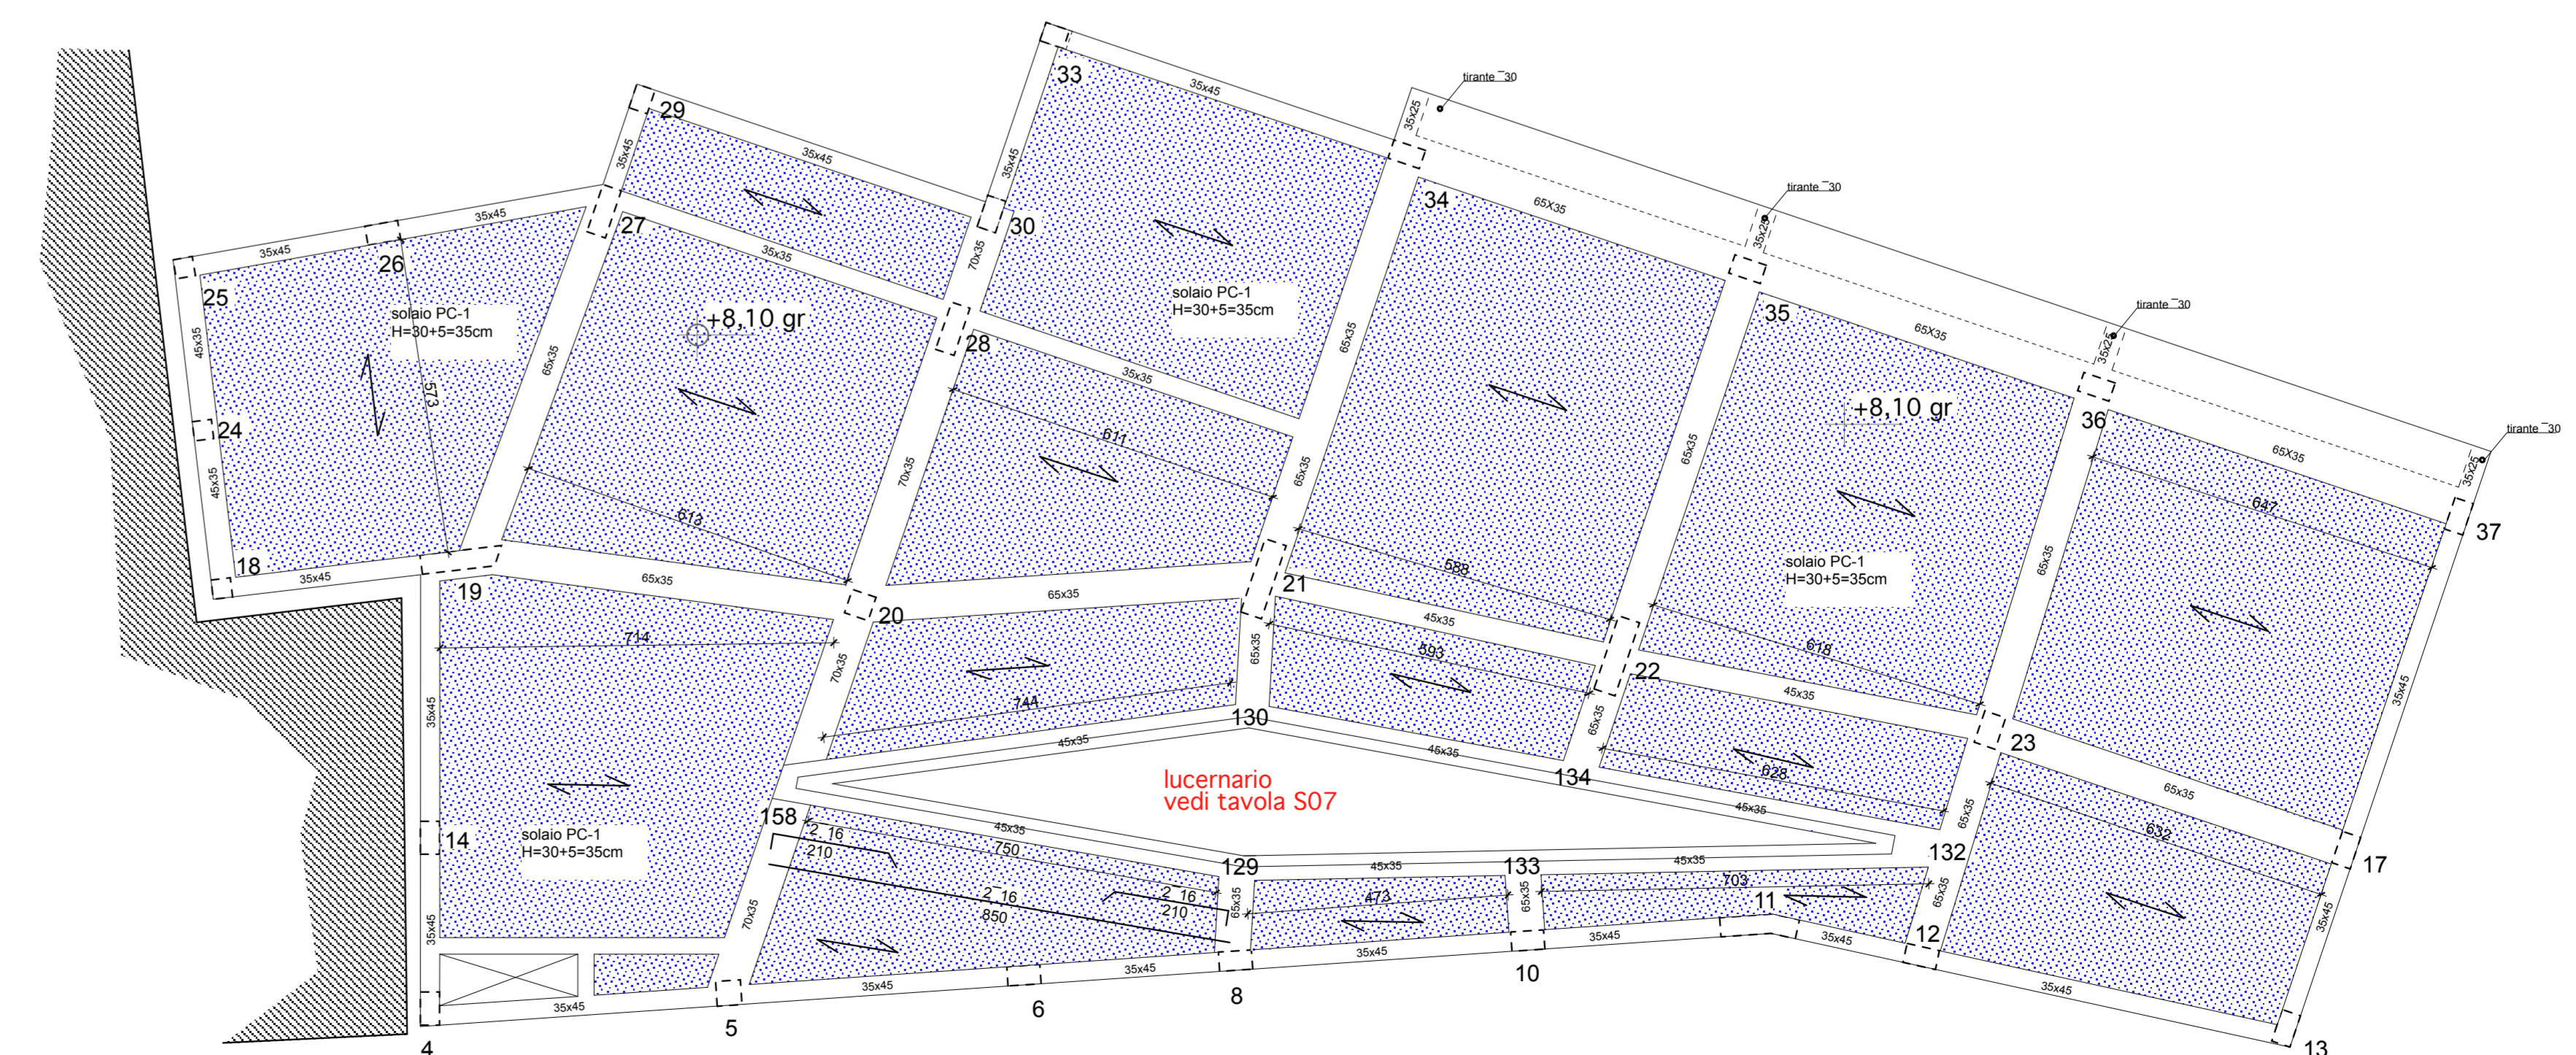 33
35x45
tirante ¯30
35x25
29
35x45
35x45
35x45
34
65X35
tirante ¯30
35x25
27
30
35x45
35x45
26
25
35x35
70x35
solaio PC-1
H=30+5=35cm
solaio PC-1
H=30+5=35cm
+8,10 gr
35
65X35
tirante ¯30
35x25
45x35
573
65x35
28
35x35
65x35
36
+8,10 gr
24
611
65x35
65X35
tirante ¯30
35x25
45x35
613
70x35
65x35
647
37
18
35x45
19
65x35
20
65x35
21
588
45x35
solaio PC-1
H=30+5=35cm
65x35
714
70x35
65x35
593
22
618
45x35
35x45
744
130
45x35
45x35
65x35
134
628
23
35x45
lucernario
vedi tavola S07
45x35
65x35
65x35
632
17
14
solaio PC-1
H=30+5=35cm
158
2_16
210
45x35
750
129
45x35
133
45x35
132
2¯16
850
2¯16
210
65x35
473
65x35
703
11
65x35
35x45
70x35
35x45
35x45
35x45
35x45
35x45
12
35x45
35x45
35x45
4
5
6
8
10
13